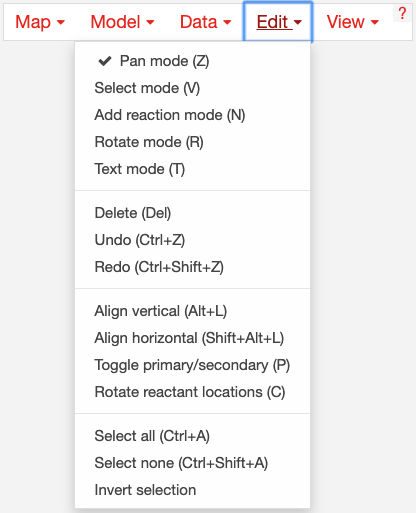 Map Model Data Edit View ?
Pan mode (Z)
Select mode (V)
Add reaction mode (N)
Rotate mode (R)
Text mode (T)
Delete (Del)
Undo (Ctrl+Z)
Redo (Ctrl+Shift+Z)
Align vertical (Alt+L)
Align horizontal (Shift+Alt+L)
Toggle primary/secondary (P)
Rotate reactant locations (C)
Select all (Ctrl+A)
Select none (Ctrl+Shift+A)
Invert selection